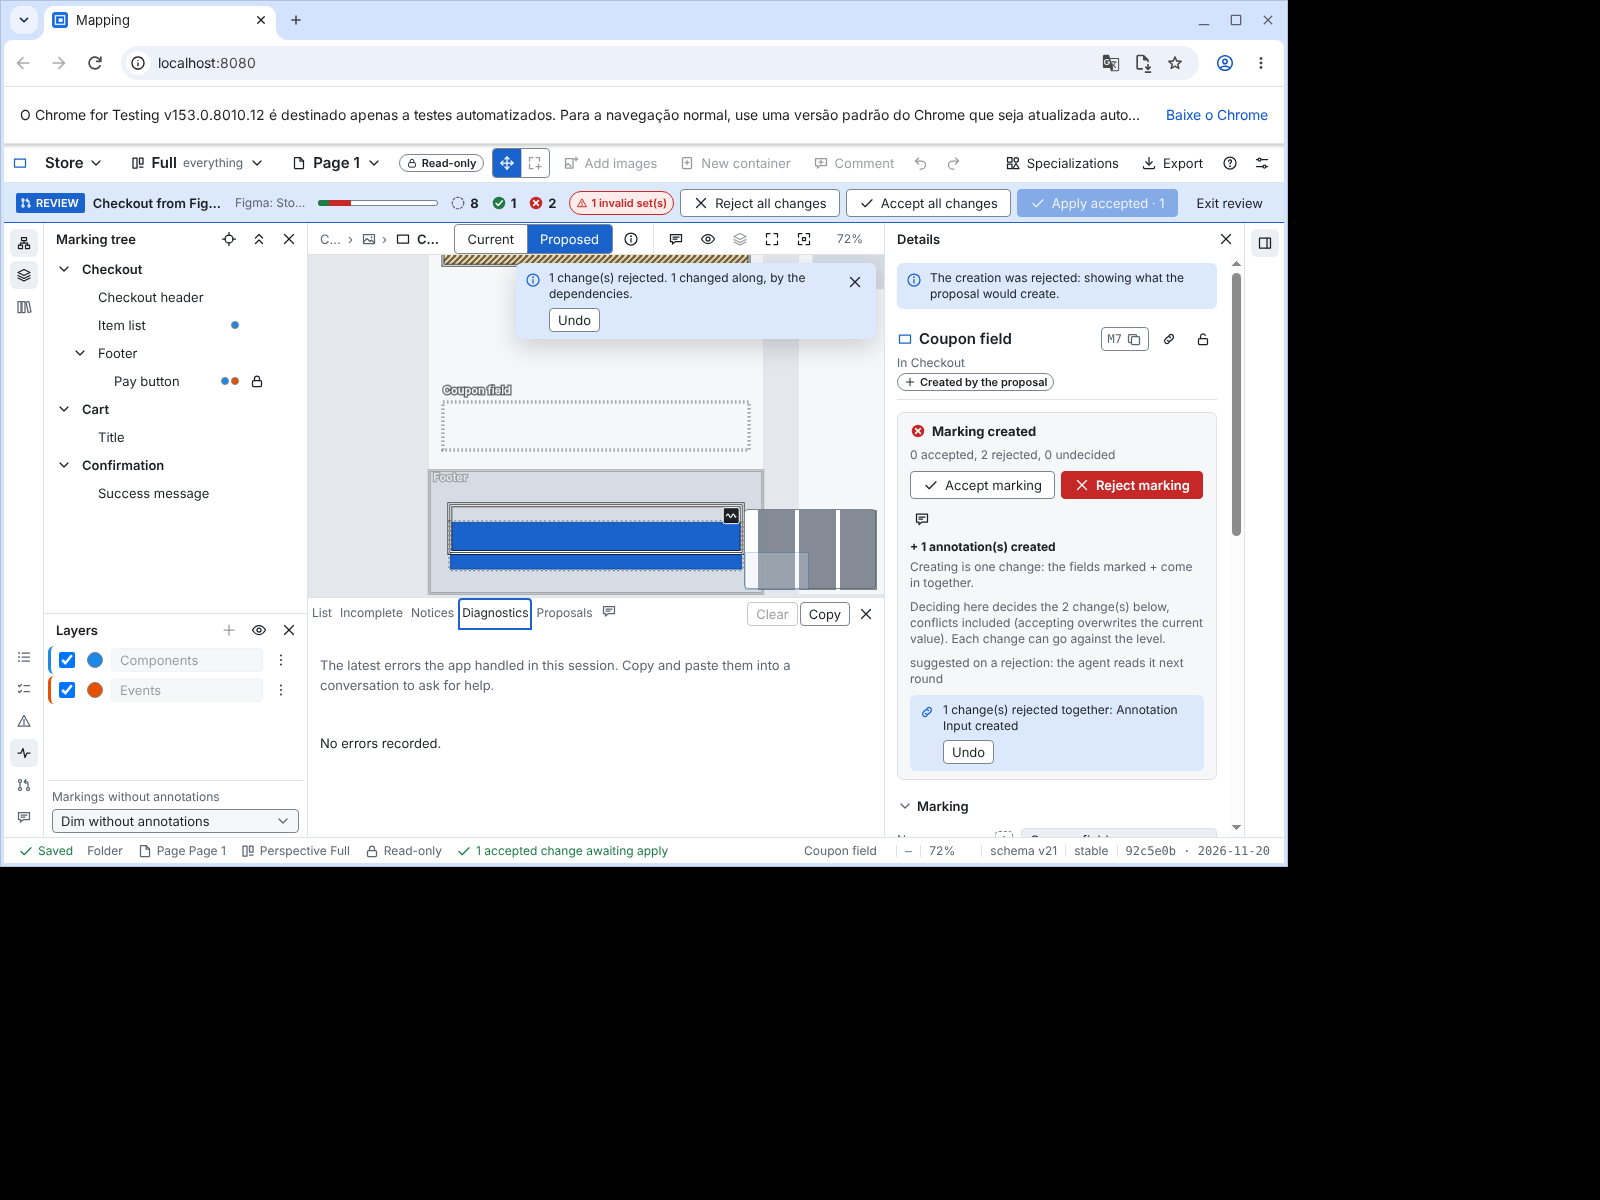 Mapping
localhost:8080
O Chrome for Testing v153.0.8010.12 é destinado apenas a testes automatizados. Para a navegação normal, use uma versão padrão do Chrome que seja atualizada auto...
Baixe o Chrome
Store
Full everything
Page 1
Read-only
Add images
New container
Comment
Specializations
Export
REVIEW
Checkout from Fig...
Figma: Sto...
8
1
2
1 invalid set(s)
Reject all changes
Accept all changes
Apply accepted · 1
Exit review
Marking tree
Checkout
Checkout header
Item list
Footer
Pay button
Cart
Title
Confirmation
Success message
Layers
Components
Events
Markings without annotations
Dim without annotations
C... › › C...
Current
Proposed
72%
1 change(s) rejected. 1 changed along, by the
dependencies.
Undo
Coupon field
Footer
List
Incomplete
Notices
Diagnostics
Proposals
Clear
Copy
The latest errors the app handled in this session. Copy and paste them into a
conversation to ask for help.
No errors recorded.
Details
The creation was rejected: showing what the
proposal would create.
Coupon field
M7
In Checkout
+ Created by the proposal
Marking created
0 accepted, 2 rejected, 0 undecided
Accept marking
Reject marking
+ 1 annotation(s) created
Creating is one change: the fields marked + come
in together.
Deciding here decides the 2 change(s) below,
conflicts included (accepting overwrites the current
value). Each change can go against the level.
suggested on a rejection: the agent reads it next
round
1 change(s) rejected together: Annotation
Input created
Undo
Marking
Saved
Folder
Page Page 1
Perspective Full
Read-only
1 accepted change awaiting apply
Coupon field
–
72%
schema v21
stable
92c5e0b · 2026-11-20